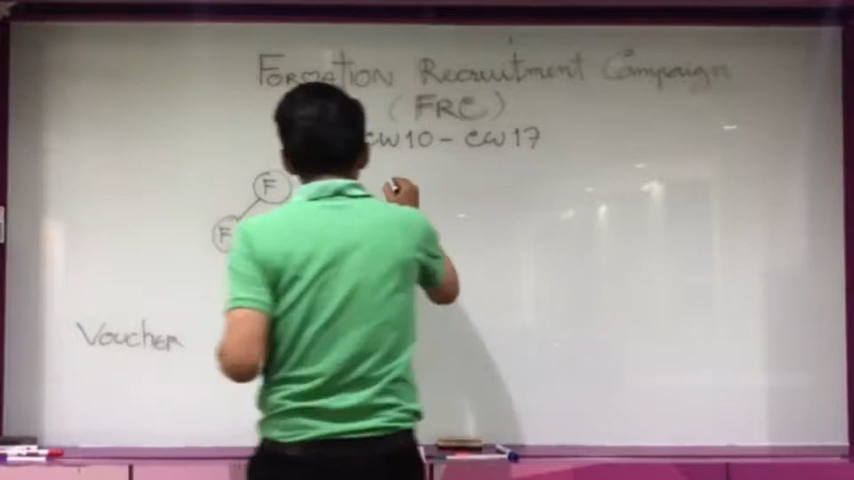 Formation Recruitment Campaign
(FRC)
CW10 - CW17
F
F
Voucher